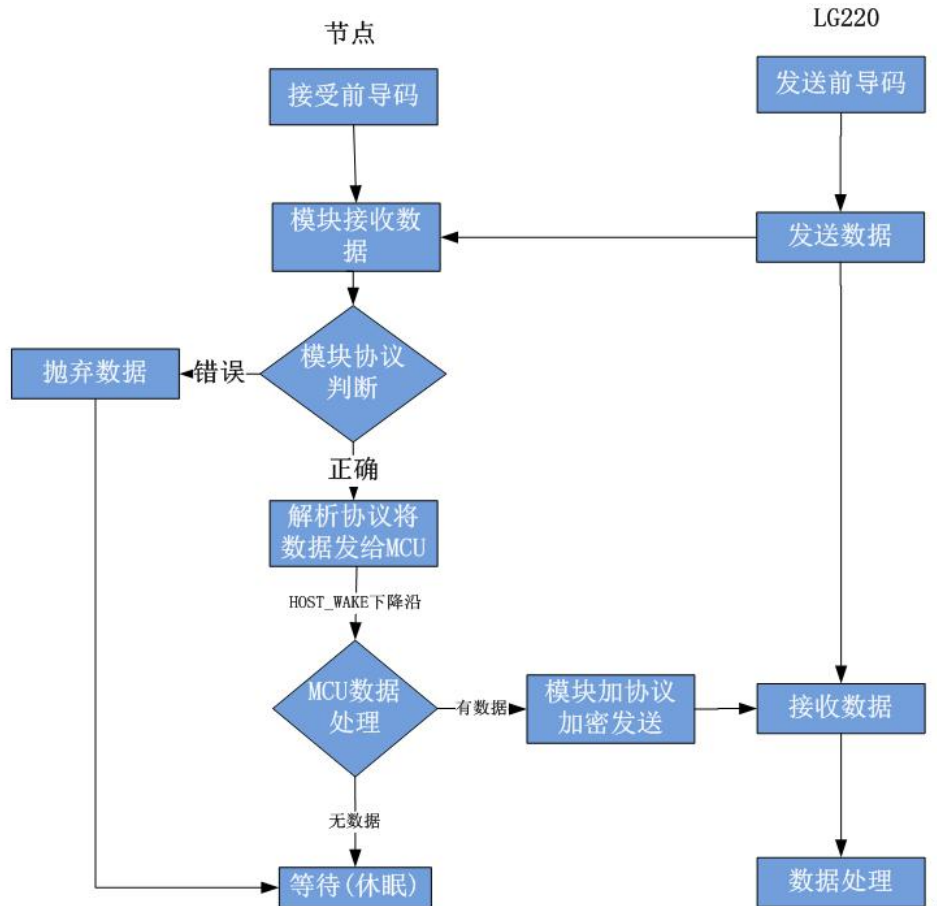 节点
LG220
接受前导码
发送前导码
模块接收数
据
发送数据
模块协议
判断
错误
抛弃数据
正确
解析协议将
数据发给MCU
HOST_WAKE下降沿
MCU数据
处理
有数据
模块加协议
加密发送
接收数据
无数据
等待(休眠)
数据处理